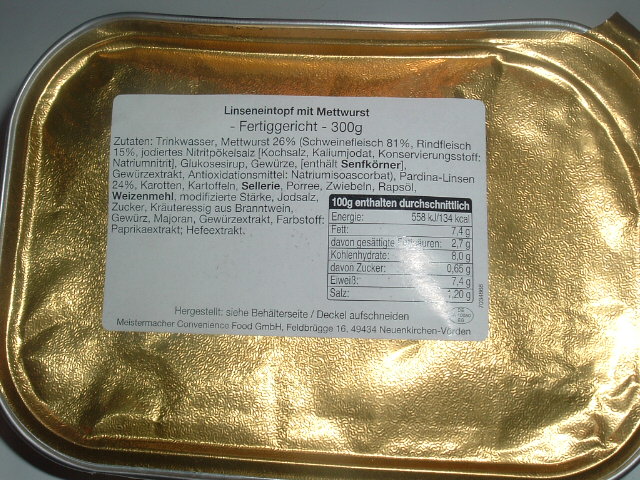 Linseneintopf mit Mettwurst
- Fertiggericht - 300g
Zutaten: Trinkwasser, Mettwurst 26% (Schweinefleisch 81%, Rindfleisch
15%, jodiertes Nitritpökelsalz [Kochsalz, Kaliumjodat, Konservierungsstoff:
Natriumnitrit], Glukosesirup, Gewürze, [enthält Senfkörner],
Gewürzextrakt, Antioxidationsmittel: Natriumisoascorbat), Pardina-Linsen
24%, Karotten, Kartoffeln, Sellerie, Porree, Zwiebeln, Rapsöl,
Weizenmehl, modifizierte Stärke, Jodsalz,
Zucker, Kräuteressig aus Branntwein,
Gewürz, Majoran, Gewürzextrakt, Farbstoff:
Paprikaextrakt; Hefeextrakt.
100g enthalten durchschnittlich
Energie: 558 kJ/134 kcal
Fett: 7,4 g
davon gesättigte Fettsäuren: 2,7 g
Kohlenhydrate: 8,0 g
davon Zucker: 0,65 g
Eiweiß: 7,4 g
Salz: 1,20 g
Hergestellt: siehe Behälterseite / Deckel aufschneiden
Meistermacher Convenience Food GmbH, Feldbrügge 16, 49434 Neuenkirchen-Vörden